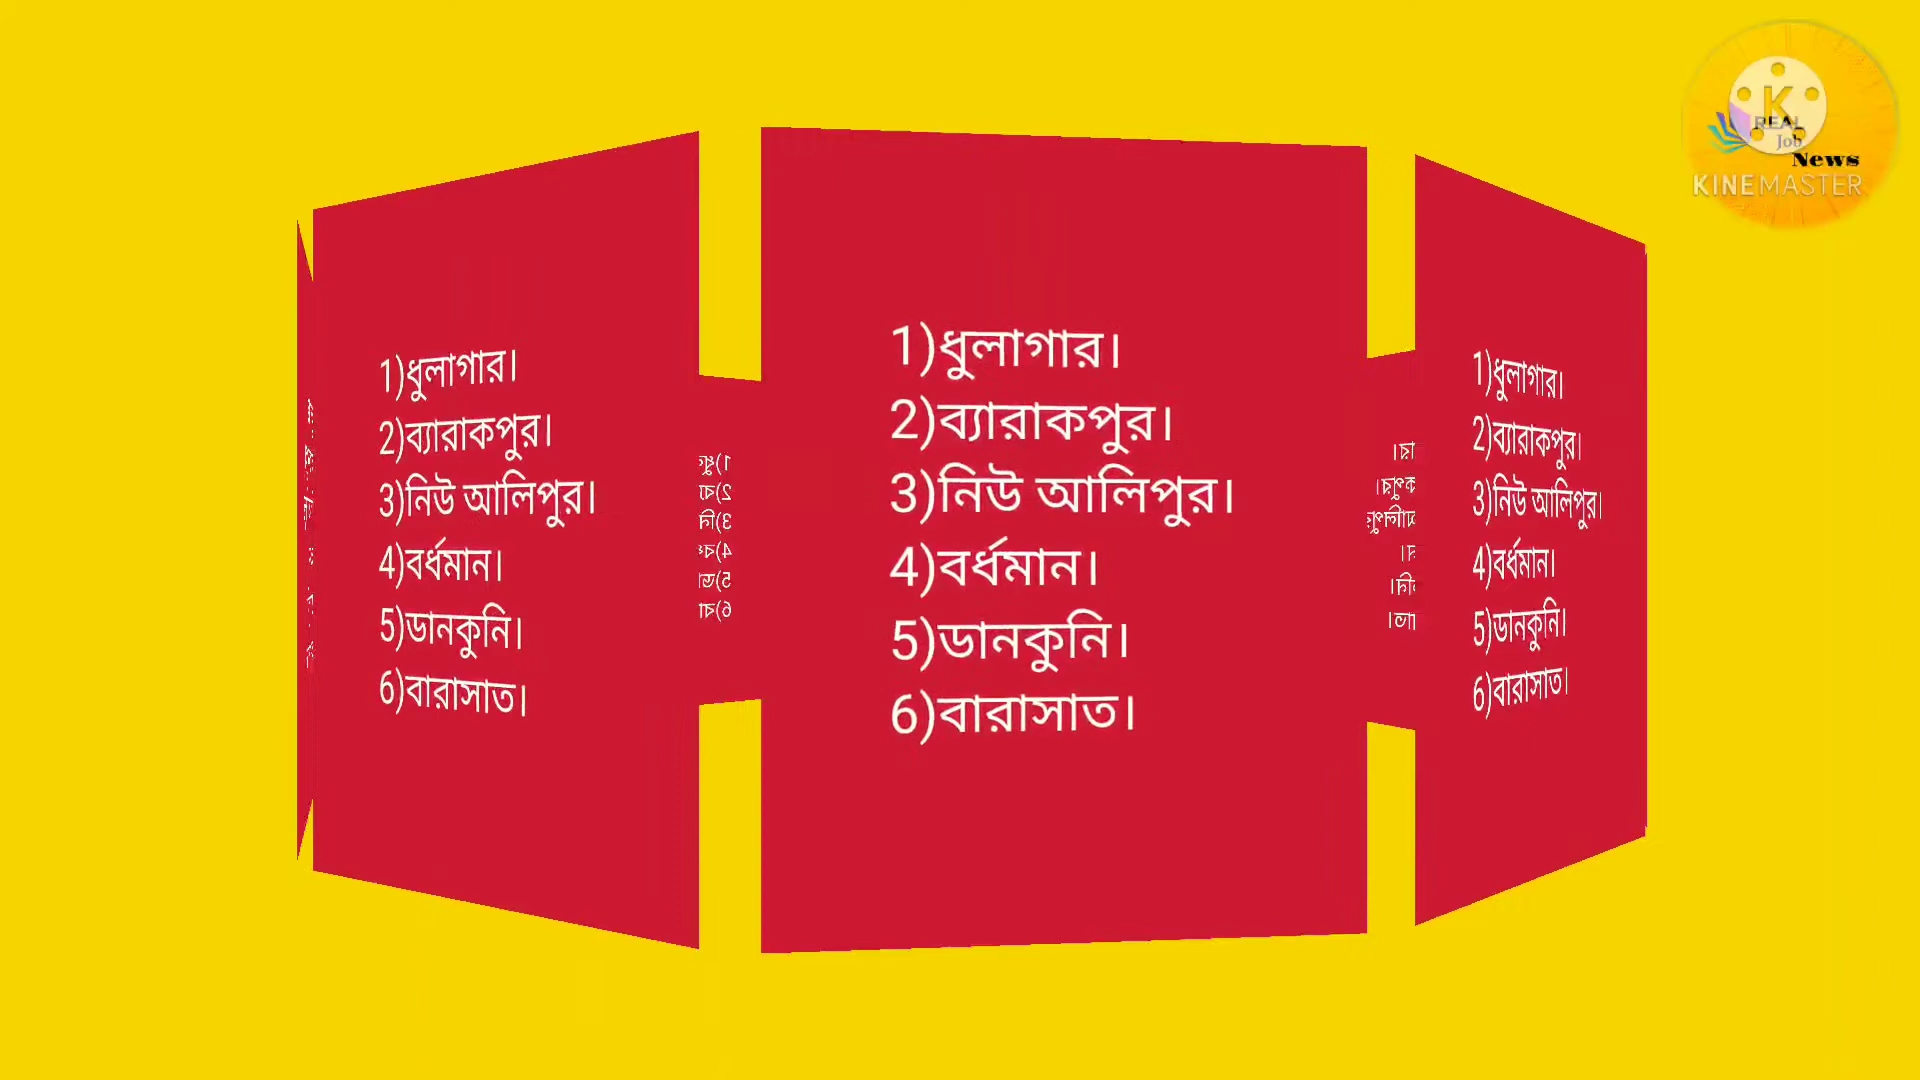 1)ধুলাগার।
2)ব্যারাকপুর।
3)নিউ আলিপুর।
4)বর্ধমান।
5)ডানকুনি।
6)বারাসাত।
1)ধুলাগার।
2)ব্যারাকপুর।
3)নিউ আলিপুর।
4)বর্ধমান।
5)ডানকুনি।
6)বারাসাত।
1)ধুলাগার।
2)ব্যারাকপুর।
3)নিউ আলিপুর।
4)বর্ধমান।
5)ডানকুনি।
6)বারাসাত।
K
REAL
Job
News
KINEMASTER